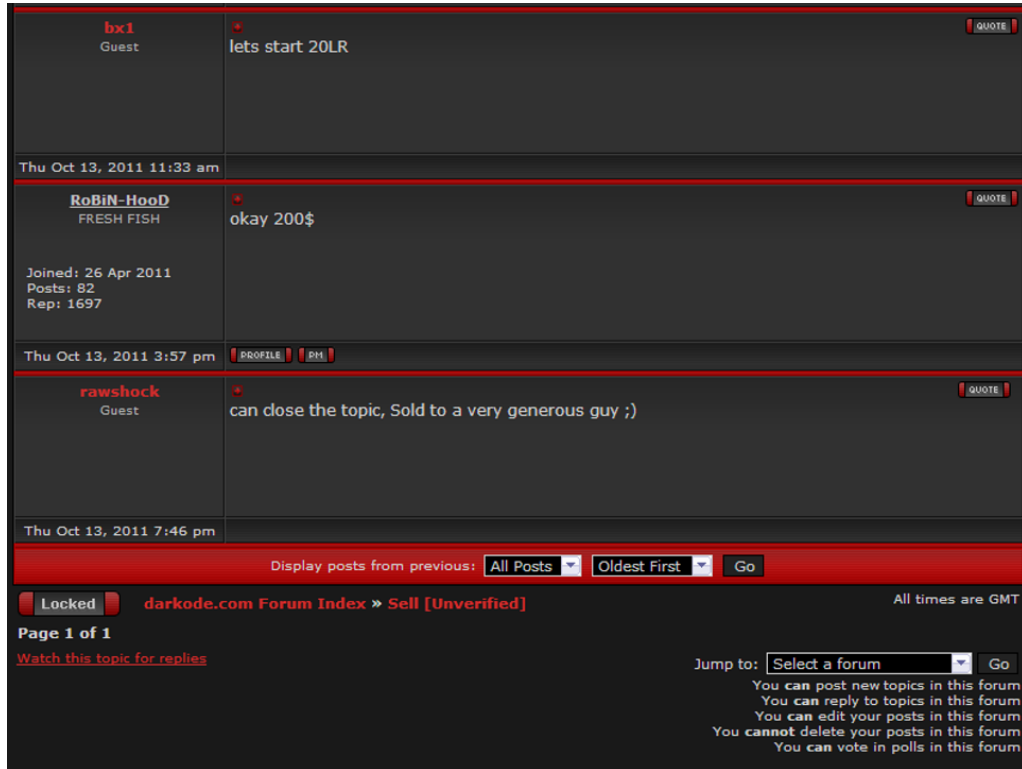 bx1
Guest
QUOTE
lets start 20LR
Thu Oct 13, 2011 11:33 am
RoBiN-HooD
FRESH FISH
Joined: 26 Apr 2011
Posts: 82
Rep: 1697
QUOTE
okay 200$
Thu Oct 13, 2011 3:57 pm
PROFILE PM
rawshock
Guest
QUOTE
can close the topic, Sold to a very generous guy ;)
Thu Oct 13, 2011 7:46 pm
Display posts from previous: All Posts Oldest First Go
Locked darkode.com Forum Index » Sell [Unverified]
All times are GMT
Page 1 of 1
Watch this topic for replies
Jump to: Select a forum Go
You can post new topics in this forum
You can reply to topics in this forum
You can edit your posts in this forum
You cannot delete your posts in this forum
You can vote in polls in this forum